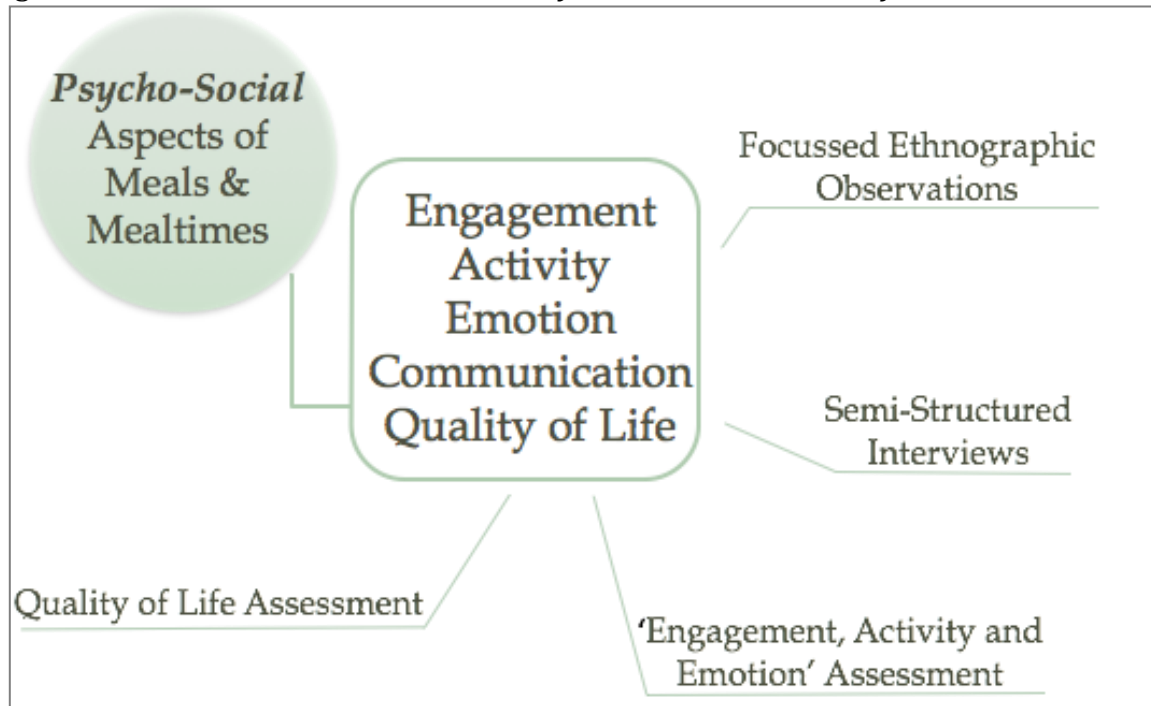 Psycho-Social
Aspects of
Meals &
Mealtimes
Engagement
Activity
Emotion
Communication
Quality of Life
Focussed Ethnographic
Observations
Semi-Structured
Interviews
Quality of Life Assessment
‘Engagement, Activity and
Emotion’ Assessment